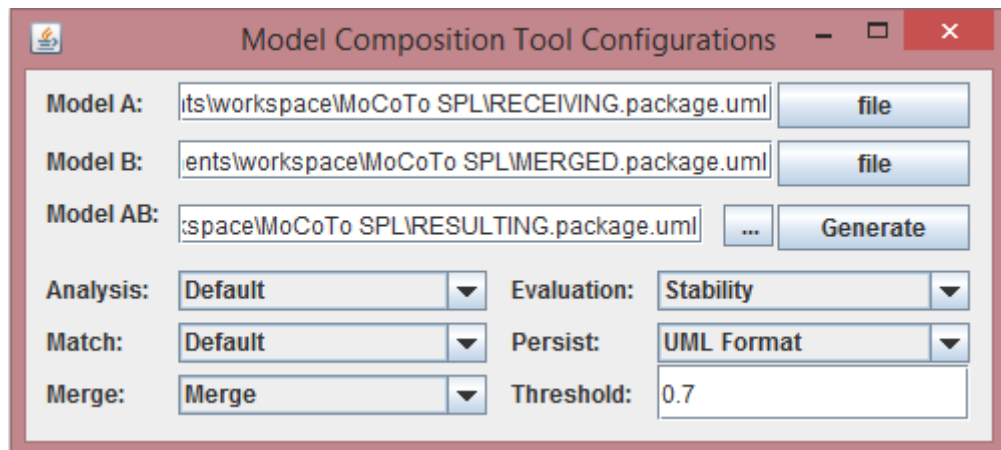 Model Composition Tool Configurations
Model A: nts\workspace\MoCoTo SPL\RECEIVING.package.uml file
Model B: ents\workspace\MoCoTo SPL\MERGED.package.uml file
Model AB: kspace\MoCoTo SPL\RESULTING.package.uml ... Generate
Analysis: Default Evaluation: Stability
Match: Default Persist: UML Format
Merge: Merge Threshold: 0.7